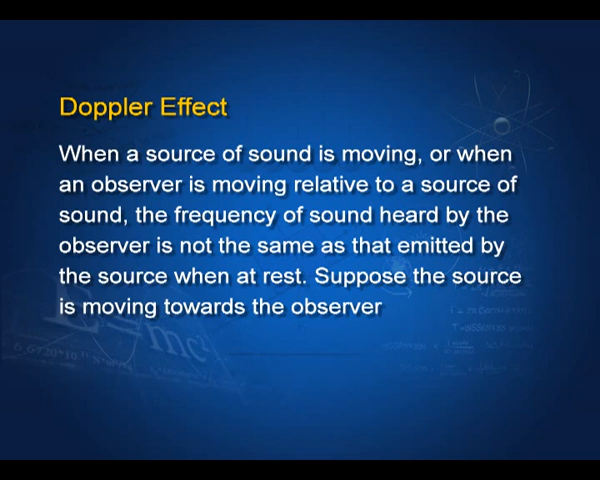 Doppler Effect
When a source of sound is moving, or when
an observer is moving relative to a source of
sound, the frequency of sound heard by the
observer is not the same as that emitted by
the source when at rest. Suppose the source
is moving towards the observer
E=mc²